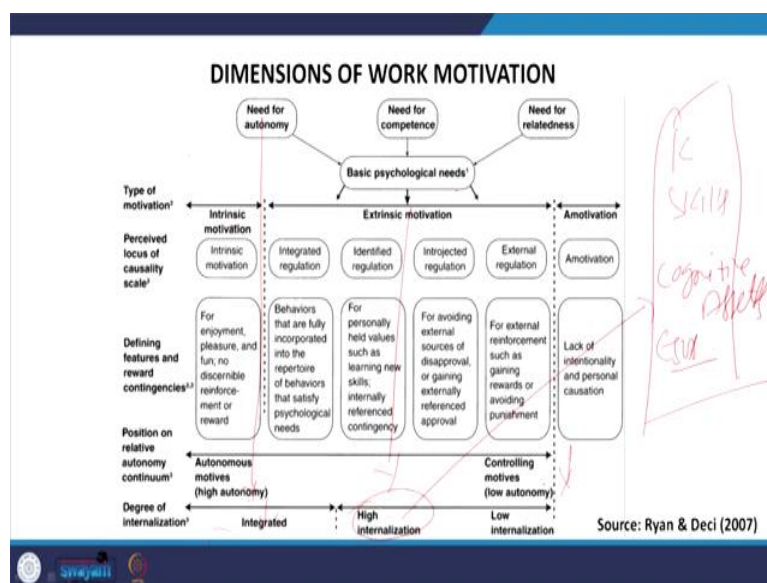 DIMENSIONS OF WORK MOTIVATION
Need for
autonomy
Need for
competence
Need for
relatedness
Basic psychological needs¹
Type of
motivation²
Intrinsic
motivation
Extrinsic motivation
Amotivation
Perceived
locus of
causality
scale³
Intrinsic
motivation
Integrated
regulation
Identified
regulation
Introjected
regulation
External
regulation
Amotivation
Defining
features and
reward
contingencies²,³
For
enjoyment,
pleasure, and
fun; no
discernible
reinforce-
ment or
reward
Behaviors
that are fully
incorporated
into the
repertoire
of behaviors
that satisfy
psychological
needs
For
personally
held values
such as
learning new
skills;
internally
referenced
contingency
For avoiding
external
sources of
disapproval,
or gaining
externally
referenced
approval
For external
reinforcement
such as
gaining
rewards or
avoiding
punishment
Lack of
intentionality
and personal
causation
Position on
relative
autonomy
continuum³
Autonomous
motives
(high autonomy)
Controlling
motives
(low autonomy)
Degree of
internalization³
Integrated
High
internalization
Low
internalization
Source: Ryan & Deci (2007)
Cognitive
Assets
swayam